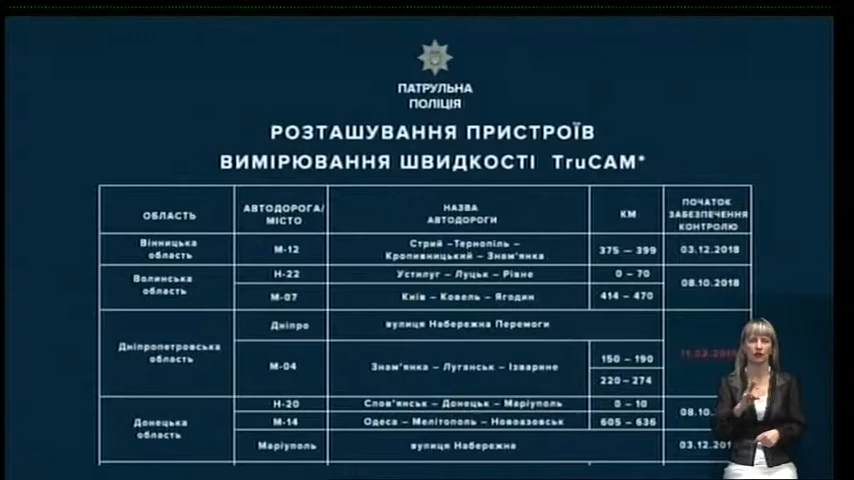 ПАТРУЛЬНА
ПОЛІЦІЯ
РОЗТАШУВАННЯ ПРИСТРОЇВ
ВИМІРЮВАННЯ ШВИДКОСТІ TruCAM*
ОБЛАСТЬ
АВТОДОРОГА/
МІСТО
НАЗВА
АВТОДОРОГИ
КМ
ПОЧАТОК
ЗАБЕЗПЕЧЕННЯ
КОНТРОЛЮ
Вінницька
область
М-12
Стрий –Тернопіль –
Кропивницький – Знам'янка
375 – 399
03.12.2018
Волинська
область
Н-22
Устилуг – Луцьк – Рівне
0 – 70
08.10.2018
М-07
Київ – Ковель – Ягодин
414 – 470
Дніпропетровська
область
Дніпро
вулиця Набережна Перемоги
М-04
Знам'янка – Луганськ – Ізварине
150 – 190
220– 274
Донецька
область
Н-20
Слов'янськ – Донецьк – Маріуполь
0 – 10
М-14
Одеса – Мелітополь – Новоазовськ
605 – 636
Маріуполь
вулиця Набережна